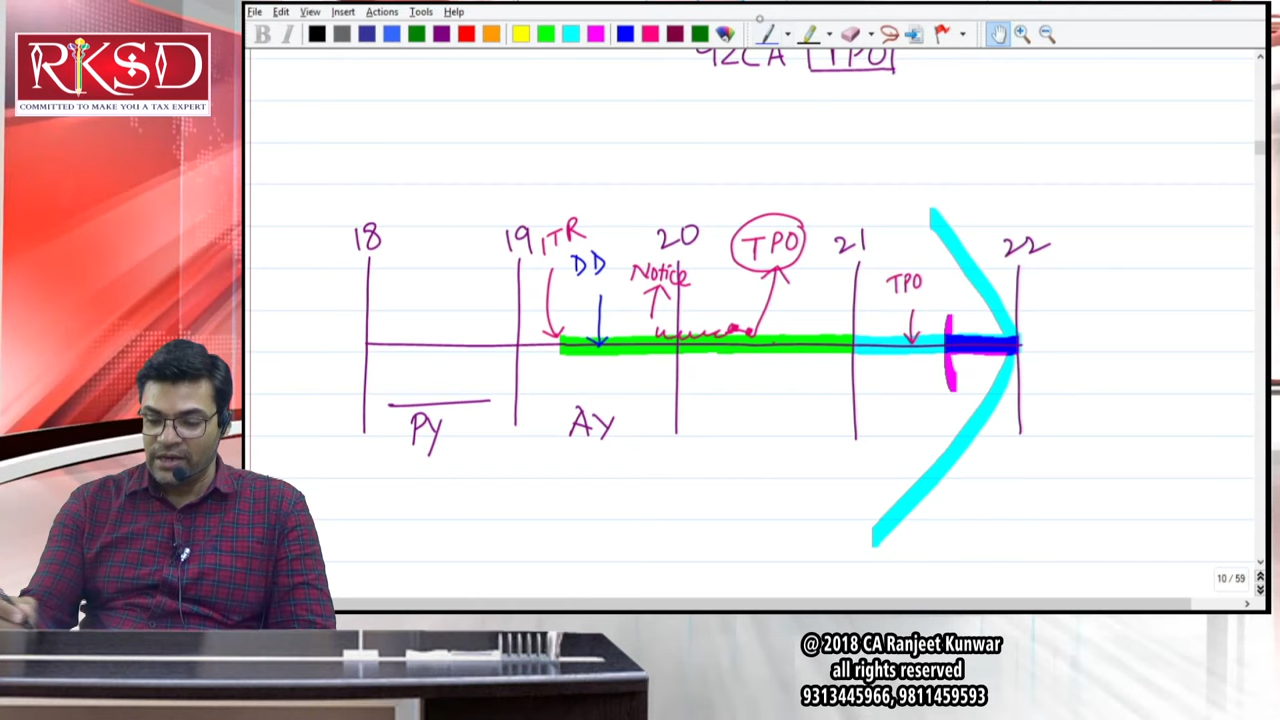 File Edit View Insert Actions Tools Help
B I
RKSD
COMMITTED TO MAKE YOU A TAX EXPERT
92CA TPO
18 19 ITR 20 TPO 21 22
DD Notice TPO
PY AY
10 / 59
@ 2018 CA Ranjeet Kunwar
all rights reserved
9313445966, 9811459593